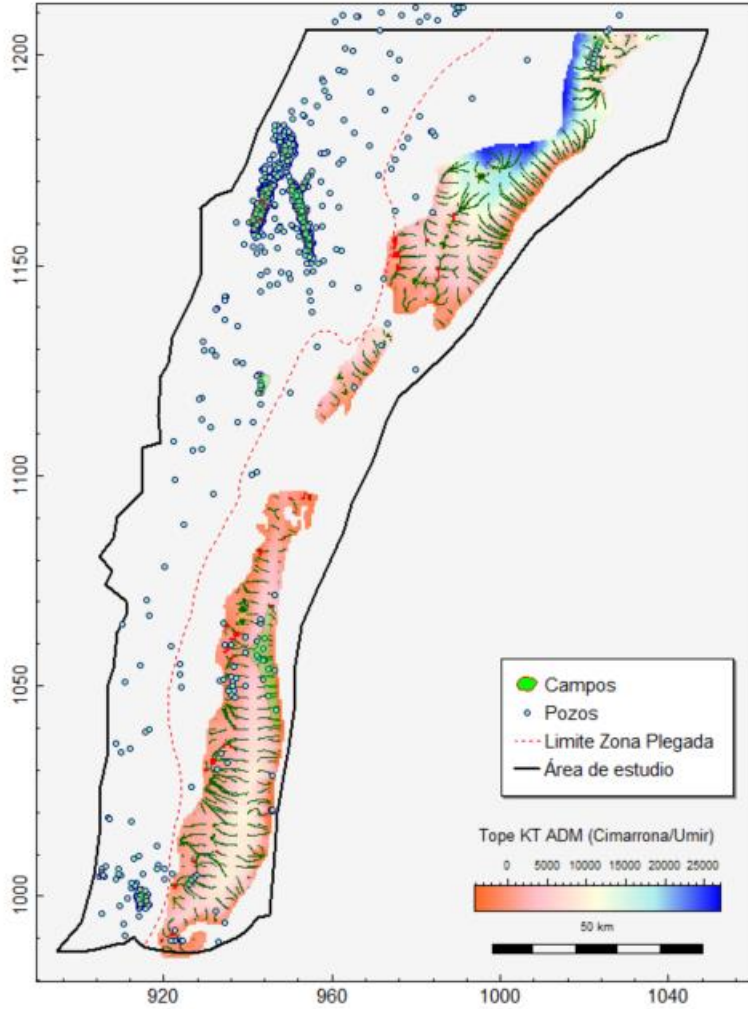 1200
1150
1100
1050
1000
920
960
1000
1040
Campos
Pozos
Limite Zona Plegada
Área de estudio
Tope KT ADM (Cimarrona/Umir)
0 5000 10000 15000 20000 25000
50 km